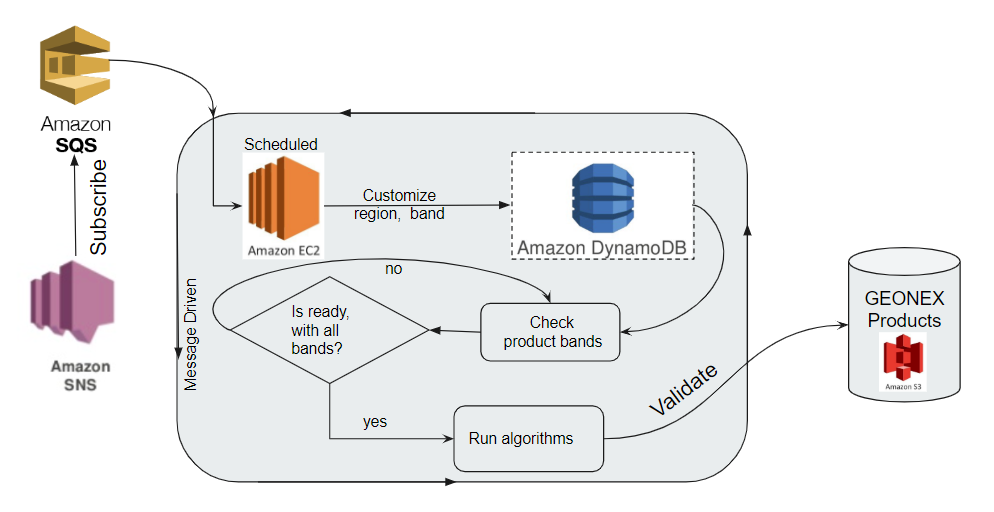 Amazon
SQS
Subscribe
Amazon
SNS
Scheduled
Amazon EC2
Customize
region, band
Amazon DynamoDB
Message Driven
no
Is ready,
with all
bands?
Check
product bands
yes
Run algorithms
Validate
GEONEX
Products
Amazon S3